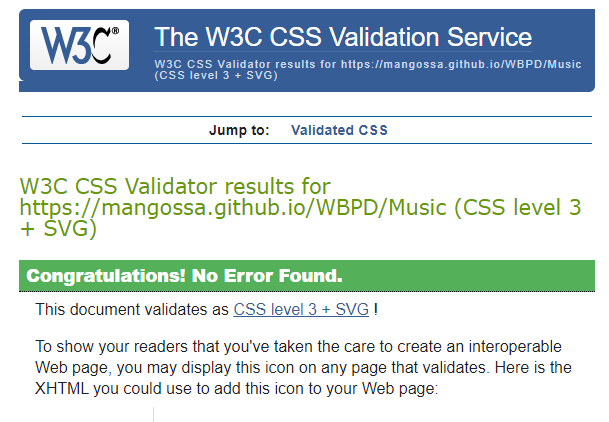 W3C®
The W3C CSS Validation Service
W3C CSS Validator results for https://mangossa.github.io/WBPD/Music
(CSS level 3 + SVG)
Jump to: Validated CSS
W3C CSS Validator results for
https://mangossa.github.io/WBPD/Music (CSS level 3
+ SVG)
Congratulations! No Error Found.
This document validates as CSS level 3 + SVG !
To show your readers that you've taken the care to create an interoperable
Web page, you may display this icon on any page that validates. Here is the
XHTML you could use to add this icon to your Web page: